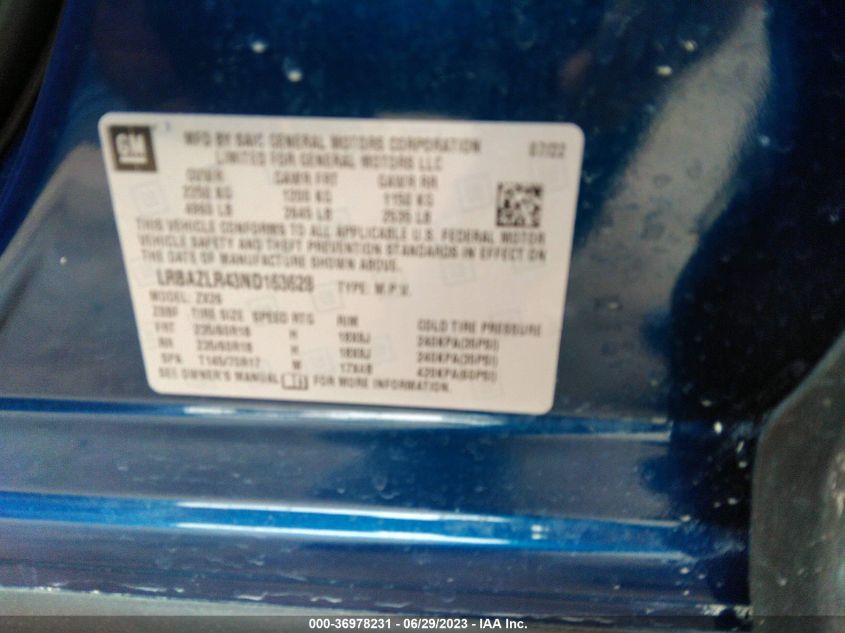 GM
MFD BY SAIC GENERAL MOTORS CORPORATION 07/22
LIMITED FOR GENERAL MOTORS LLC
GVWR GAWR FRT GAWR RR
2250 KG 1200 KG 1150 KG
4960 LB 2645 LB 2535 LB
THIS VEHICLE CONFORMS TO ALL APPLICABLE U.S. FEDERAL MOTOR
VEHICLE SAFETY AND THEFT PREVENTION STANDARDS IN EFFECT ON
THE DATE OF MANUFACTURE SHOWN ABOVE.
LRBAZLR43ND163628 TYPE: M.P.V.
MODEL: ZX26
TIRE SIZE SPEED RTG RIM COLD TIRE PRESSURE
FRT 235/60R18 H 18X8J 240KPA(35PSI)
RR 235/60R18 H 18X8J 240KPA(35PSI)
SPA T145/70R17 M 17X4B 420KPA(60PSI)
SEE OWNER'S MANUAL FOR MORE INFORMATION.
000-36978231 - 06/29/2023 - IAA Inc.